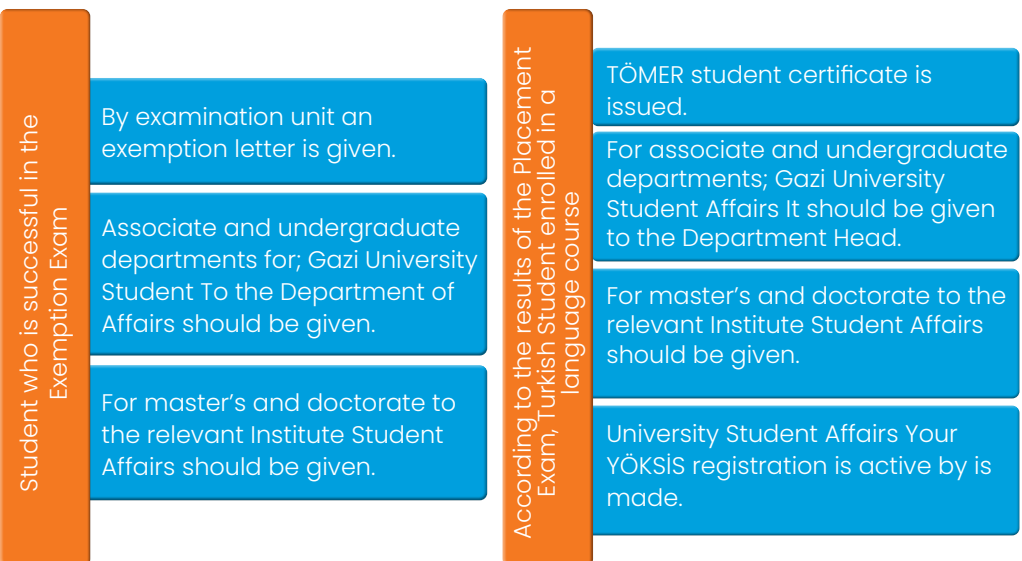 Student who is successful in the
Exemption Exam
By examination unit an
exemption letter is given.
Associate and undergraduate
departments for; Gazi University
Student To the Department of
Affairs should be given.
For master’s and doctorate to
the relevant Institute Student
Affairs should be given.
According to the results of the Placement
Exam, Turkish Student enrolled in a
language course
TÖMER student certificate is
issued.
For associate and undergraduate
departments; Gazi University
Student Affairs It should be given
to the Department Head.
For master’s and doctorate to the
relevant Institute Student Affairs
should be given.
University Student Affairs Your
YÖKSİS registration is active by is
made.